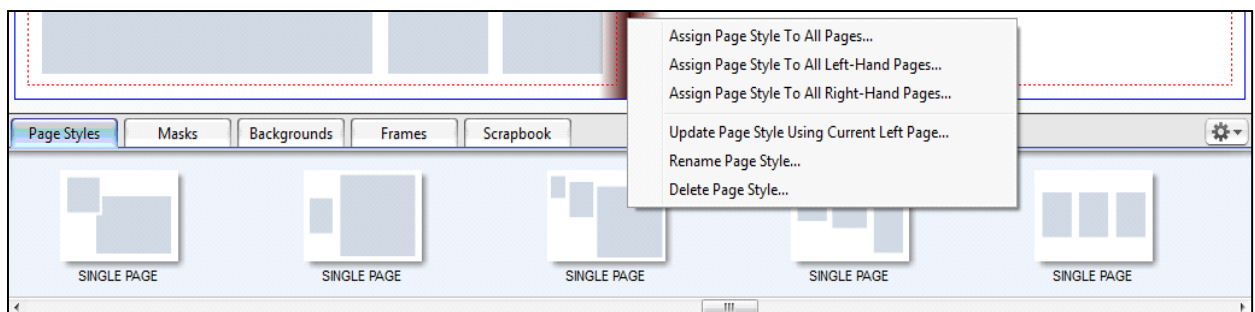 Assign Page Style To All Pages...
Assign Page Style To All Left-Hand Pages...
Assign Page Style To All Right-Hand Pages...
Update Page Style Using Current Left Page...
Rename Page Style...
Delete Page Style...
Page Styles Masks Backgrounds Frames Scrapbook
SINGLE PAGE SINGLE PAGE SINGLE PAGE SINGLE PAGE SINGLE PAGE